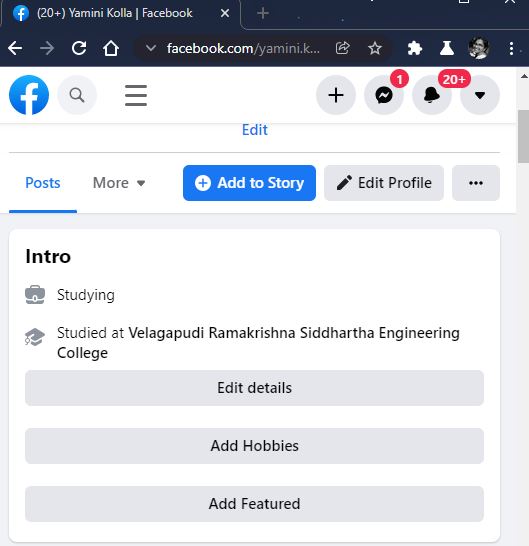 (20+) Yamini Kolla | Facebook
facebook.com/yamini.k...
1
20+
Edit
Posts
More
Add to Story
Edit Profile
Intro
Studying
Studied at Velagapudi Ramakrishna Siddhartha Engineering
College
Edit details
Add Hobbies
Add Featured